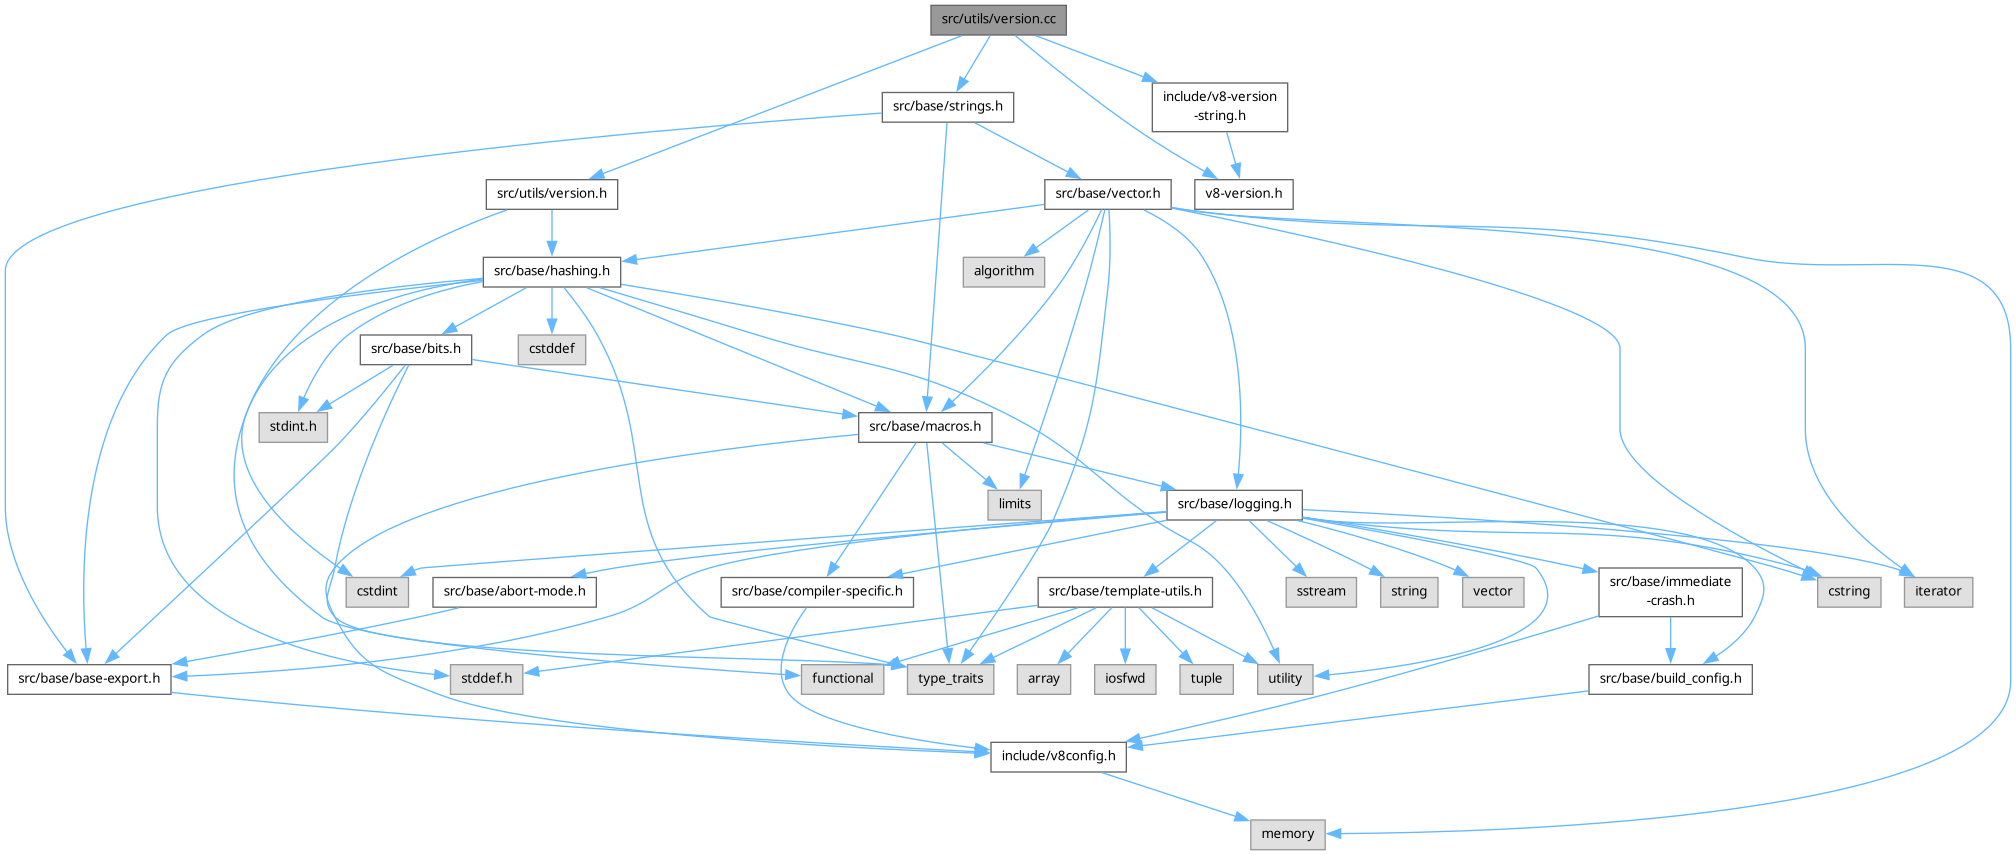 src/utils/version.cc
include/v8-version
-string.h
src/base/strings.h
src/utils/version.h
src/base/vector.h
v8-version.h
src/base/hashing.h
algorithm
src/base/bits.h
cstddef
stdint.h
src/base/macros.h
limits
src/base/logging.h
cstdint
src/base/abort-mode.h
src/base/compiler-specific.h
src/base/template-utils.h
sstream
string
vector
src/base/immediate
-crash.h
cstring
iterator
src/base/base-export.h
stddef.h
functional
type_traits
array
iosfwd
tuple
utility
src/base/build_config.h
include/v8config.h
memory